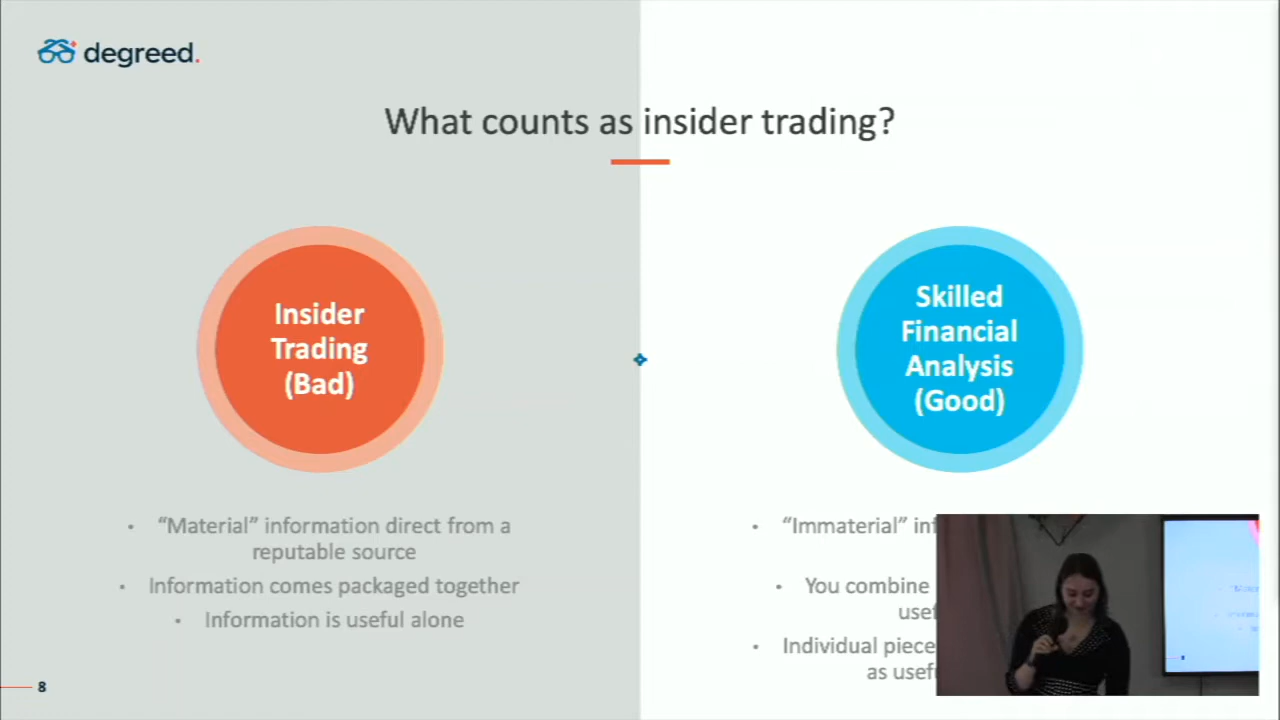 degreed.
What counts as insider trading?
Insider
Trading
(Bad)
Skilled
Financial
Analysis
(Good)
• “Material” information direct from a
reputable source
• Information comes packaged together
• Information is useful alone
• “Immaterial”
• You combine
• Individual
as
8